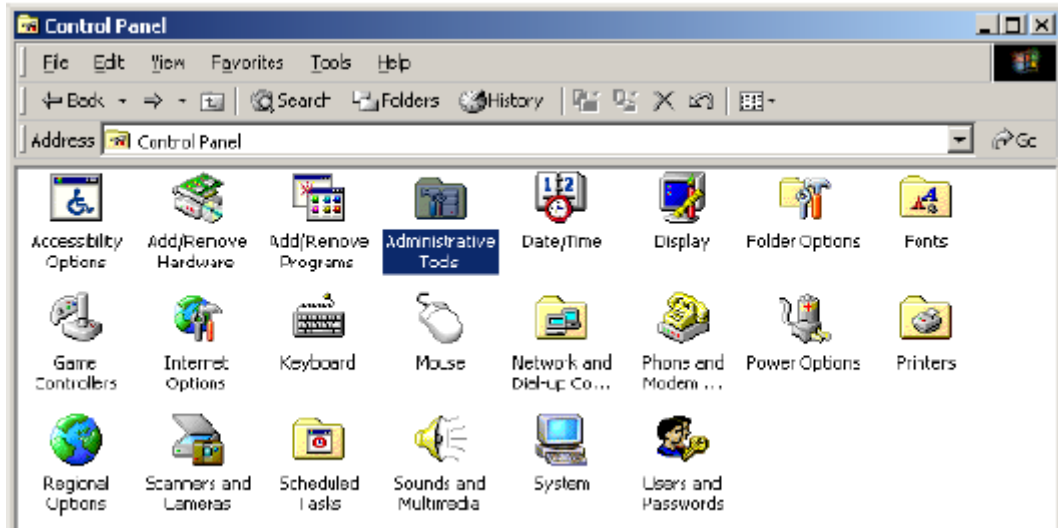 Control Panel
File Edit View Favorites Tools Help
Back Search Folders History
Address Control Panel Go
Accessibility Options
Add/Remove Hardware
Add/Remove Programs
Administrative Tools
Date/Time
Display
Folder Options
Fonts
Game Controllers
Internet Options
Keyboard
Mouse
Network and Dial-up Co...
Phone and Modem ...
Power Options
Printers
Regional Options
Scanners and Cameras
Scheduled Tasks
Sounds and Multimedia
System
Users and Passwords